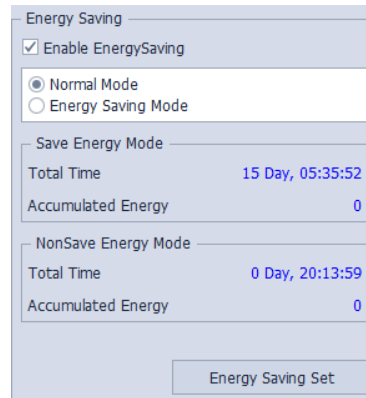 Energy Saving
Enable EnergySaving
Normal Mode
Energy Saving Mode
Save Energy Mode
Total Time 15 Day, 05:35:52
Accumulated Energy 0
NonSave Energy Mode
Total Time 0 Day, 20:13:59
Accumulated Energy 0
Energy Saving Set